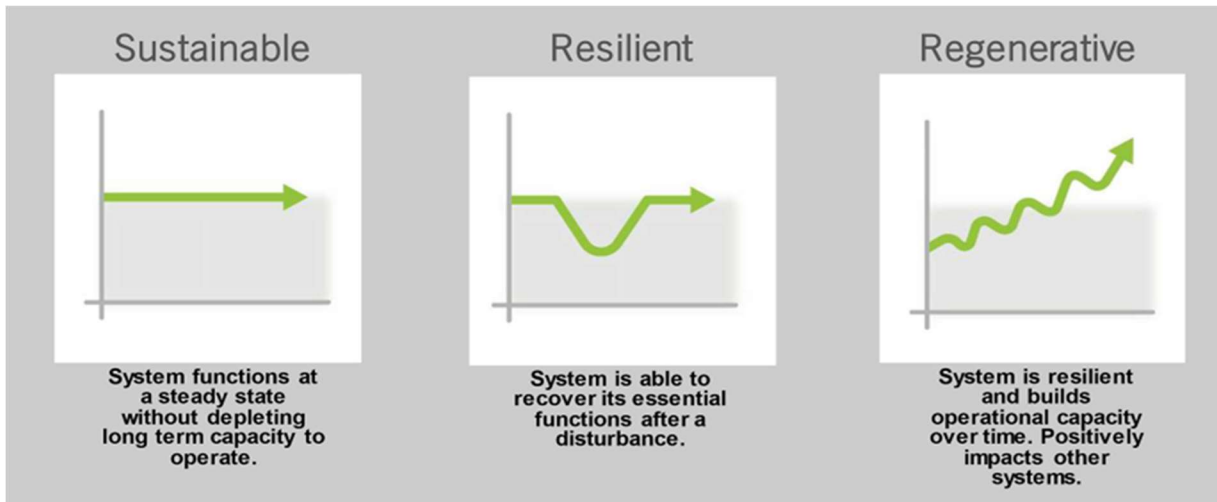 Sustainable
System functions at
a steady state
without depleting
long term capacity to
operate.
Resilient
System is able to
recover its essential
functions after a
disturbance.
Regenerative
System is resilient
and builds
operational capacity
over time. Positively
impacts other
systems.